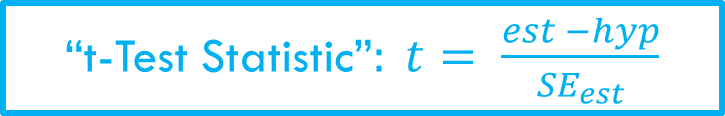 “t-Test Statistic”: t = est −hyp / SE_est